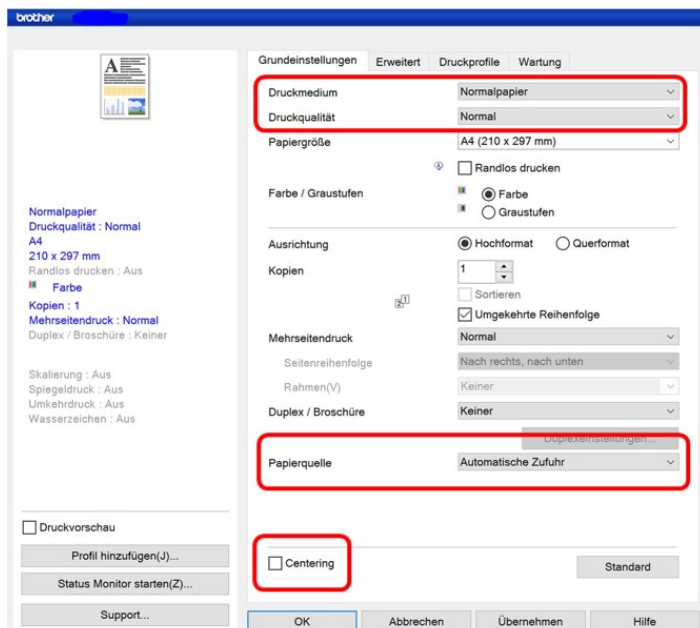 brother
Grundeinstellungen Erweitert Druckprofile Wartung
A
Druckmedium Normalpapier
Druckqualität Normal
Papiergröße A4 (210 x 297 mm)
Randlos drucken
Farbe / Graustufen Farbe
Graustufen
Ausrichtung Hochformat Querformat
Kopien 1
Sortieren
Umgekehrte Reihenfolge
Mehrseitendruck Normal
Seitenreihenfolge Nach rechts, nach unten
Rahmen(V) Keiner
Duplex / Broschüre Keiner
Duplexeinstellungen...
Papierquelle Automatische Zufuhr
Centering Standard
OK Abbrechen Übernehmen Hilfe
Normalpapier
Druckqualität : Normal
A4
210 x 297 mm
Randlos drucken : Aus
Farbe
Kopien : 1
Mehrseitendruck : Normal
Duplex / Broschüre : Keiner
Skalierung : Aus
Spiegeldruck : Aus
Umkehrdruck : Aus
Wasserzeichen : Aus
Druckvorschau
Profil hinzufügen(J)...
Status Monitor starten(Z)...
Support...